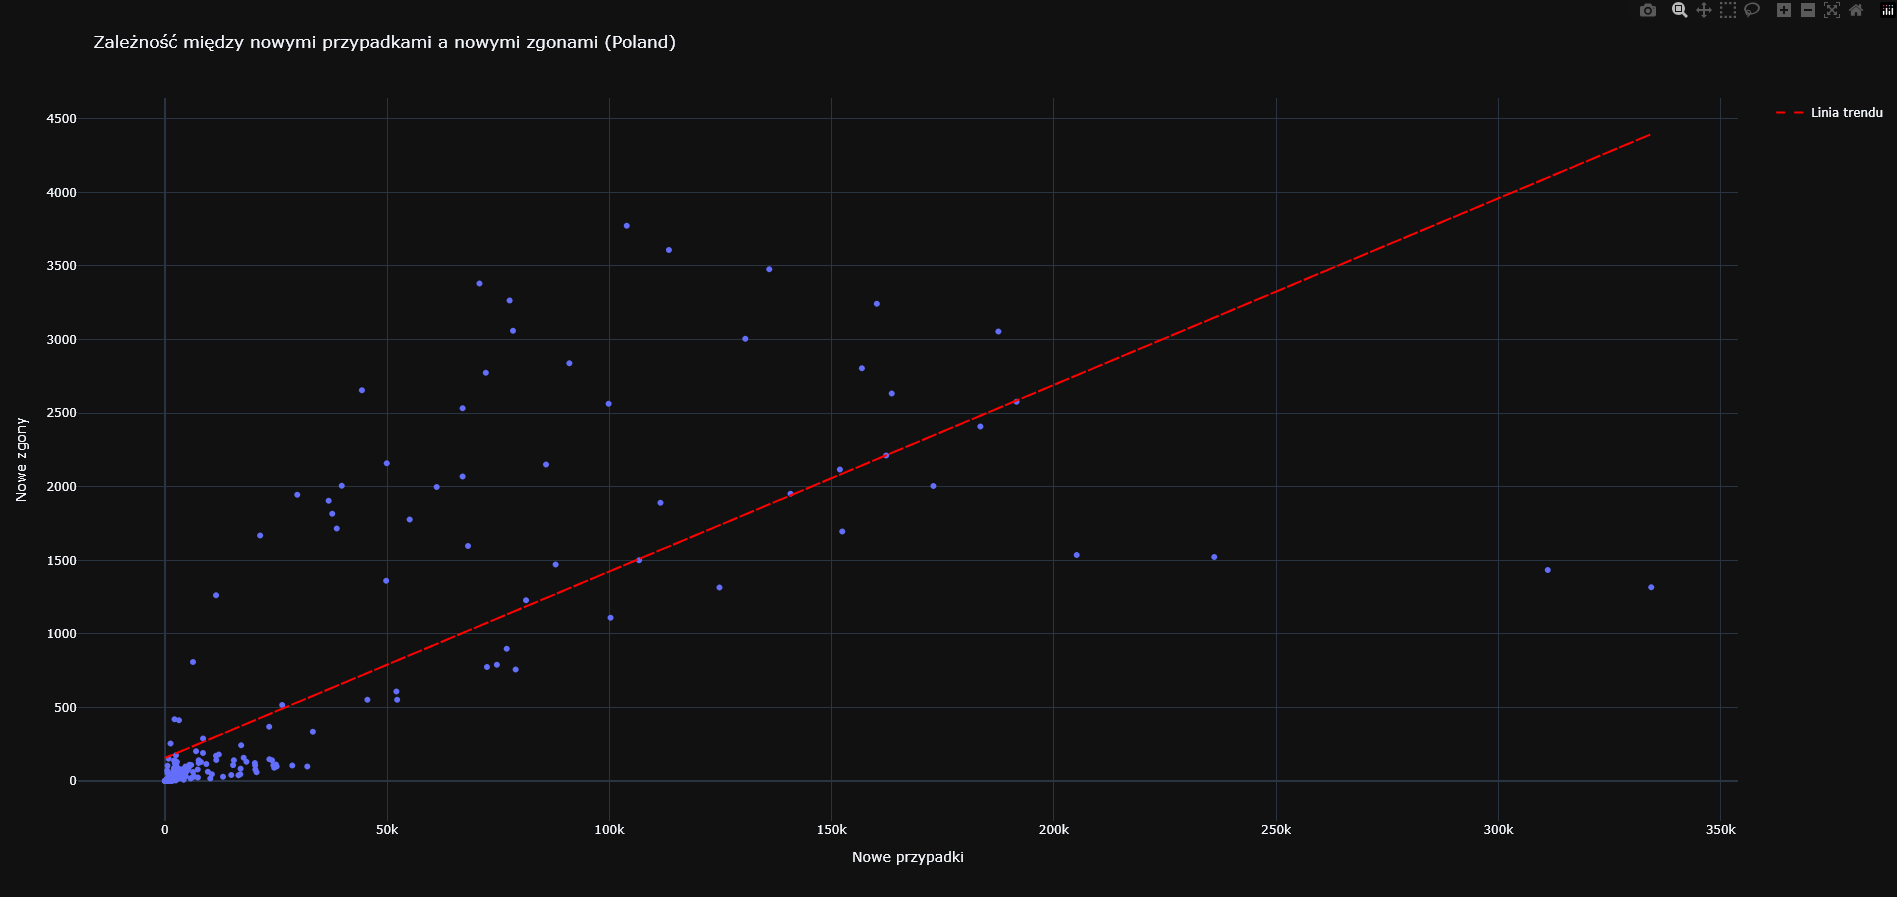 Zależność między nowymi przypadkami a nowymi zgonami (Poland)
Linia trendu
4500
4000
3500
3000
2500
2000
1500
1000
500
0
Nowe zgony
0
50k
100k
150k
200k
250k
300k
350k
Nowe przypadki